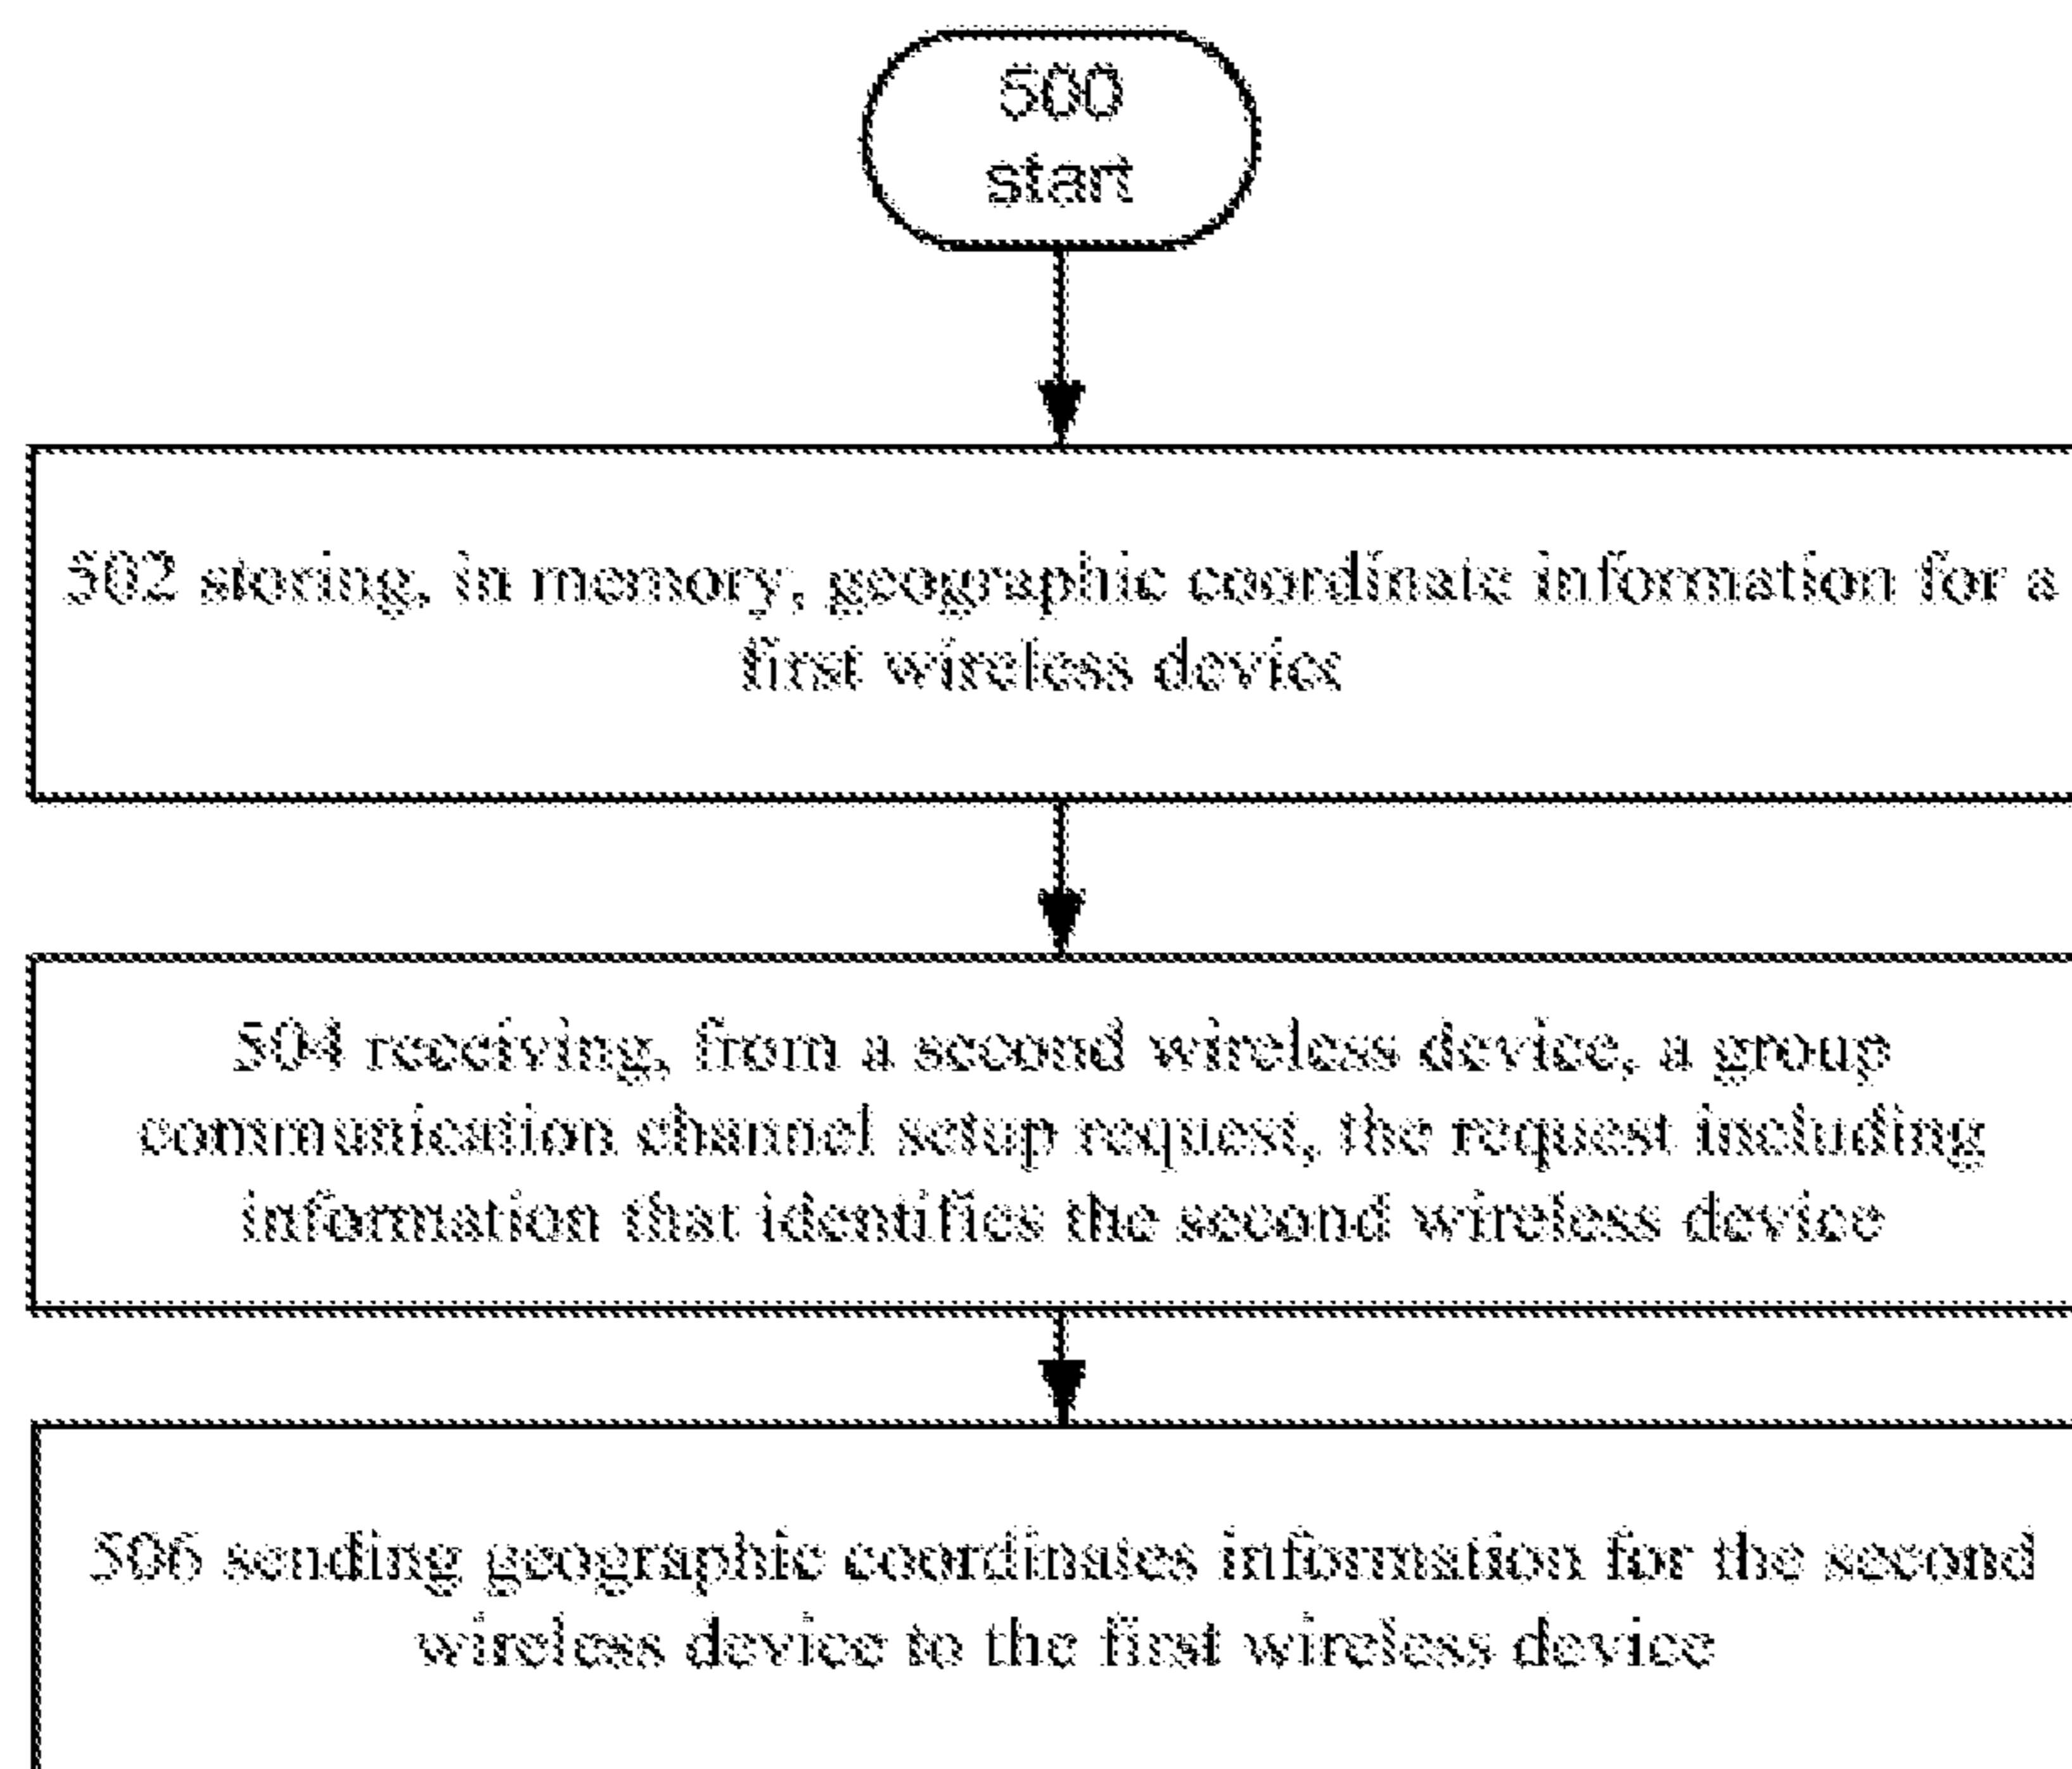 500
start
502 storing, in memory, geographic coordinate information for a
first wireless device
504 receiving, from a second wireless device, a group
communication channel setup request, the request including
information that identifies the second wireless device
506 sending geographic coordinates information for the second
wireless device to the first wireless device